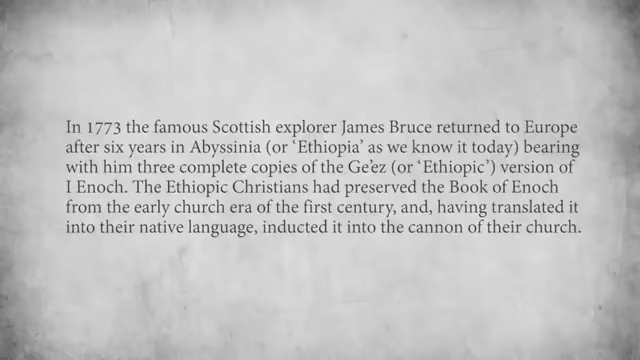 In 1773 the famous Scottish explorer James Bruce returned to Europe
after six years in Abyssinia (or ‘Ethiopia’ as we know it today) bearing
with him three complete copies of the Ge’ez (or ‘Ethiopic’) version of
I Enoch. The Ethiopic Christians had preserved the Book of Enoch
from the early church era of the first century, and, having translated it
into their native language, inducted it into the cannon of their church.